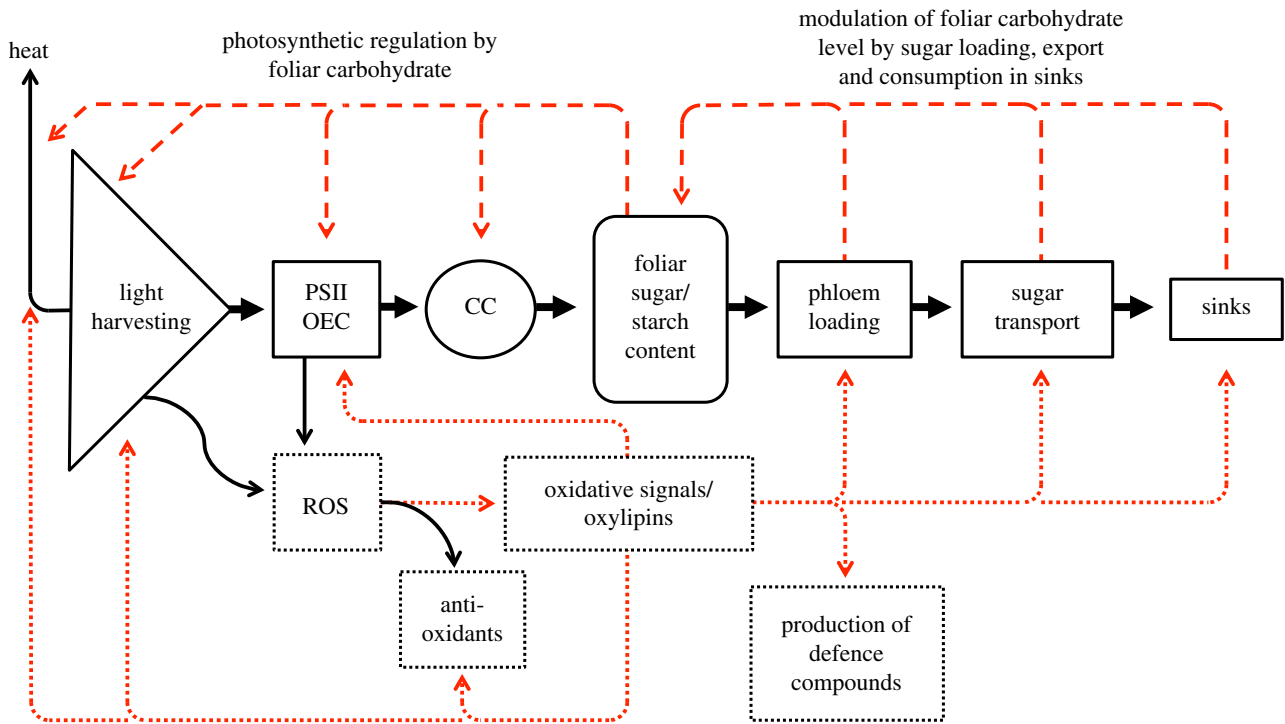 heat
photosynthetic regulation by
foliar carbohydrate
modulation of foliar carbohydrate
level by sugar loading, export
and consumption in sinks
light
harvesting
PSII
OEC
CC
foliar
sugar/
starch
content
phloem
loading
sugar
transport
sinks
ROS
oxidative signals/
oxylipins
anti-
oxidants
production of
defence
compounds